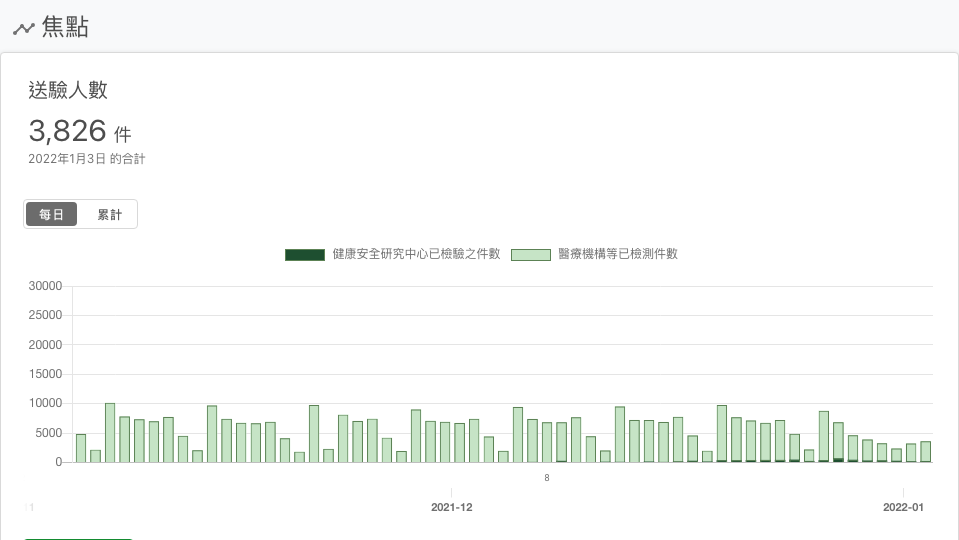 焦點
送驗人數
3,826 件
2022年1月3日 的合計
每日 累計
健康安全研究中心已檢驗之件數 醫療機構等已檢測件數
30000
25000
20000
15000
10000
5000
0
8
1 2021-12 2022-01